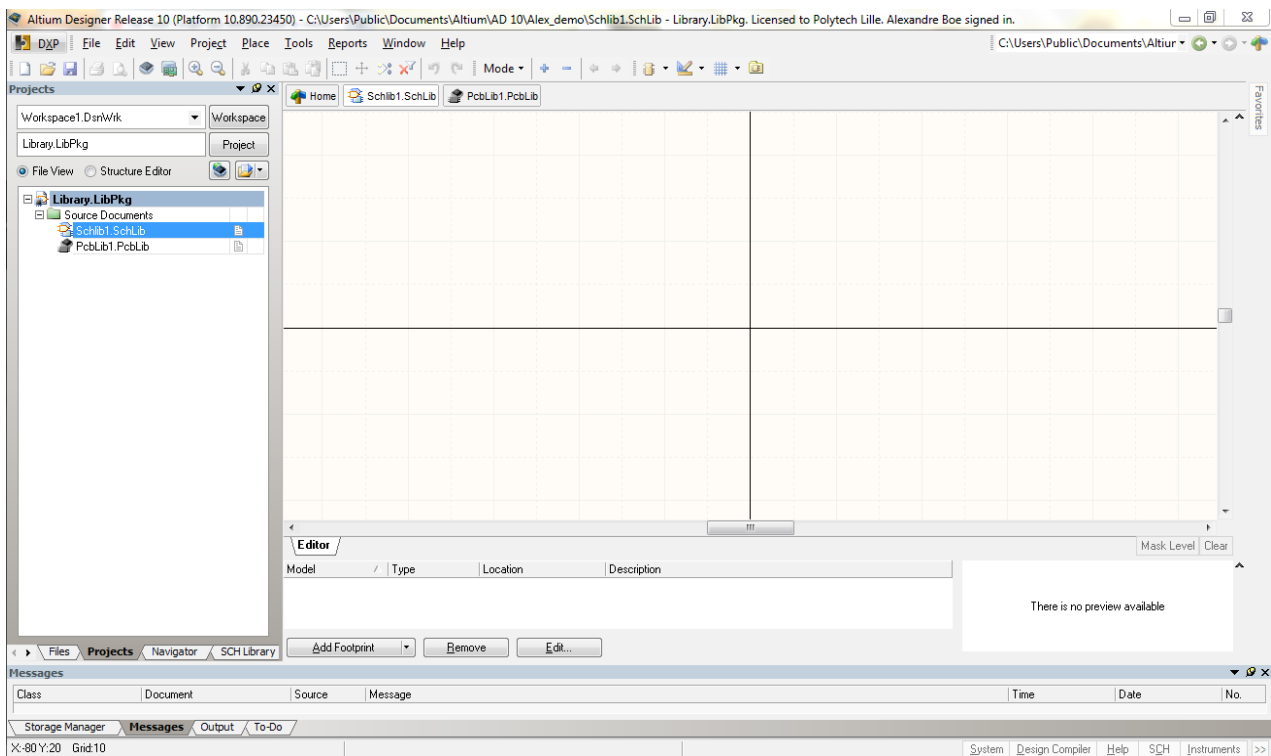 Altium Designer Release 10 (Platform 10.890.23450) - C:\Users\Public\Documents\Altium\AD 10\Alex_demo\Schlib1.SchLib - Library.LibPkg. Licensed to Polytech Lille. Alexandre Boe signed in.
DXP File Edit View Project Place Tools Reports Window Help C:\Users\Public\Documents\Altiur
Mode
Projects
Home Schlib1.SchLib PcbLib1.PcbLib
Favorites
Workspace1.DsnWrk Workspace
Library.LibPkg Project
File View Structure Editor
Library.LibPkg
Source Documents
Schlib1.SchLib
PcbLib1.PcbLib
Editor Mask Level Clear
Model Type Location Description
There is no preview available
Files Projects Navigator SCH Library Add Footprint Remove Edit...
Messages
Class Document Source Message Time Date No.
Storage Manager Messages Output To-Do
X:-80 Y:20 Grid:10 System Design Compiler Help SCH Instruments >>